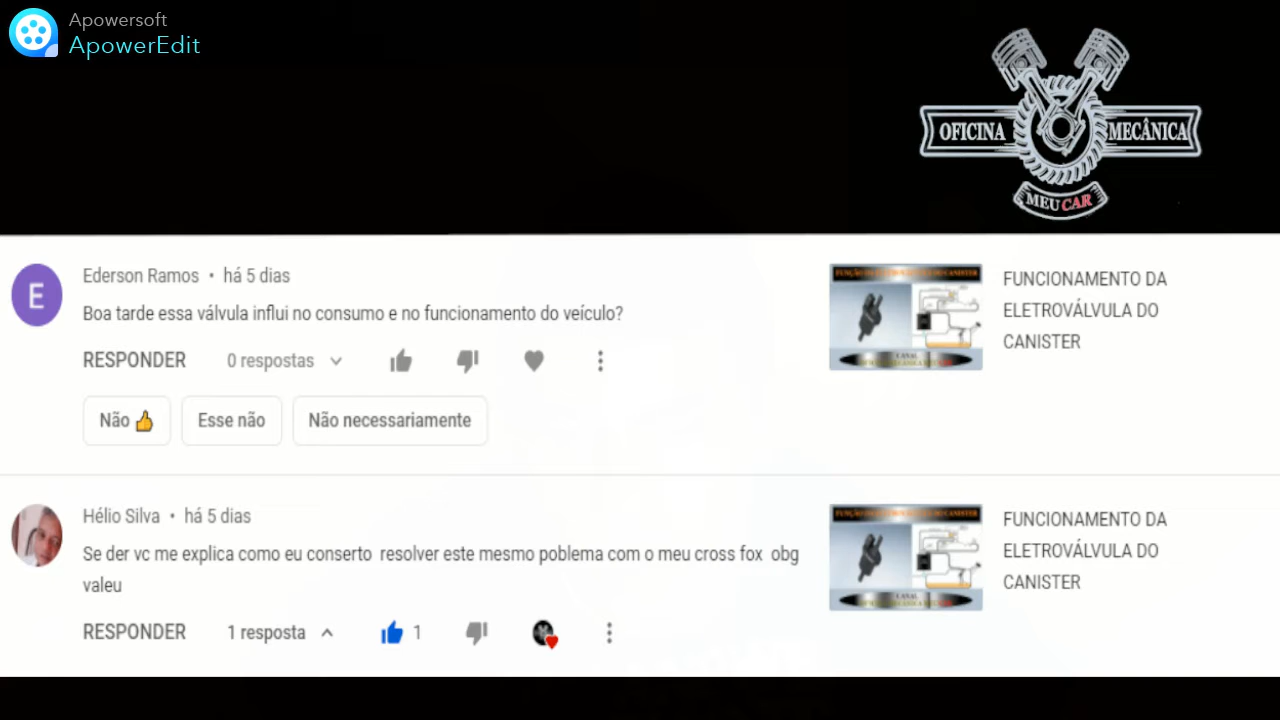 Apowersoft
ApowerEdit
OFICINA MECÂNICA
MEU CAR
Ederson Ramos • há 5 dias
Boa tarde essa válvula influi no consumo e no funcionamento do veículo?
RESPONDER 0 respostas
Não 👍 Esse não Não necessariamente
FUNCIONAMENTO DA
ELETROVÁLVULA DO
CANISTER
E
Hélio Silva • há 5 dias
Se der vc me explica como eu conserto resolver este mesmo poblema com o meu cross fox obg
valeu
RESPONDER 1 resposta 1
FUNCIONAMENTO DA
ELETROVÁLVULA DO
CANISTER